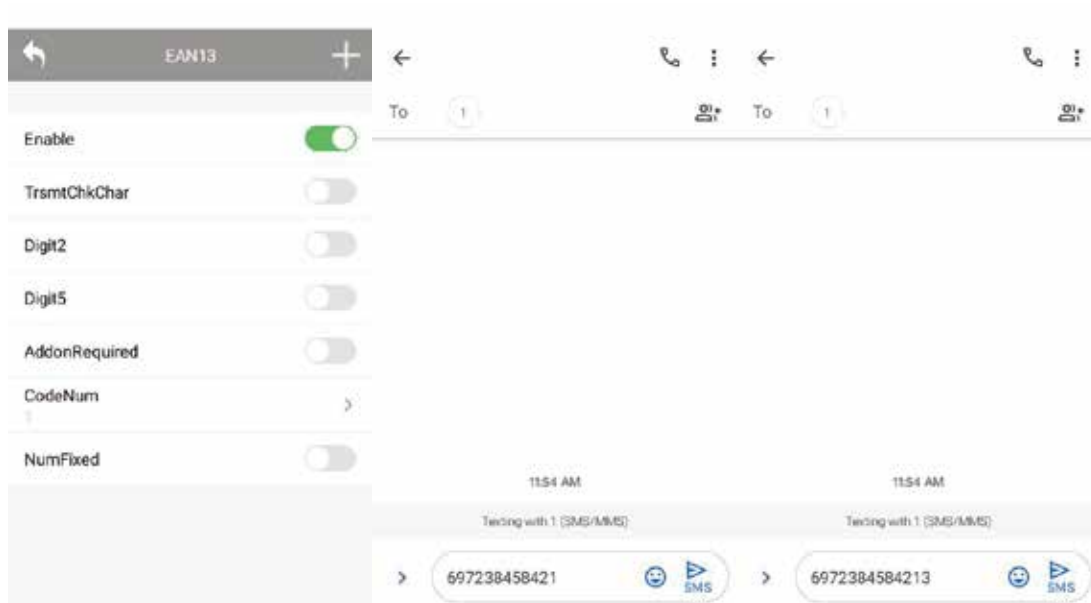 EAN13
Enable
TrsmtChkChar
Digit2
Digit5
AddonRequired
CodeNum
1
NumFixed
To 1
11:54 AM
Texting with 1 (SMS/MMS)
697238458421
SMS
To 1
11:54 AM
Texting with 1 (SMS/MMS)
6972384584213
SMS